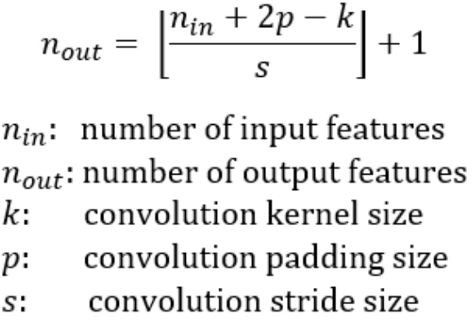 n_out = ⌊(n_in + 2p − k) / s⌋ + 1
n_in: number of input features
n_out: number of output features
k: convolution kernel size
p: convolution padding size
s: convolution stride size